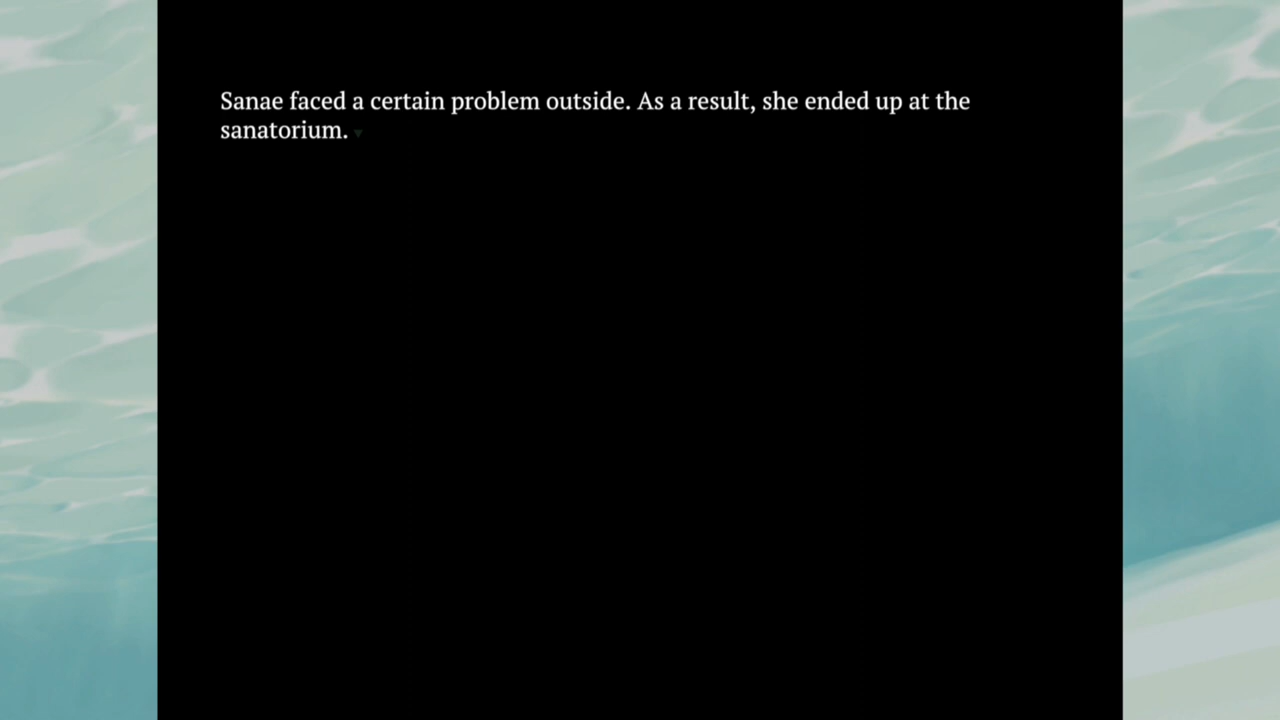 Sanae faced a certain problem outside. As a result, she ended up at the
sanatorium.